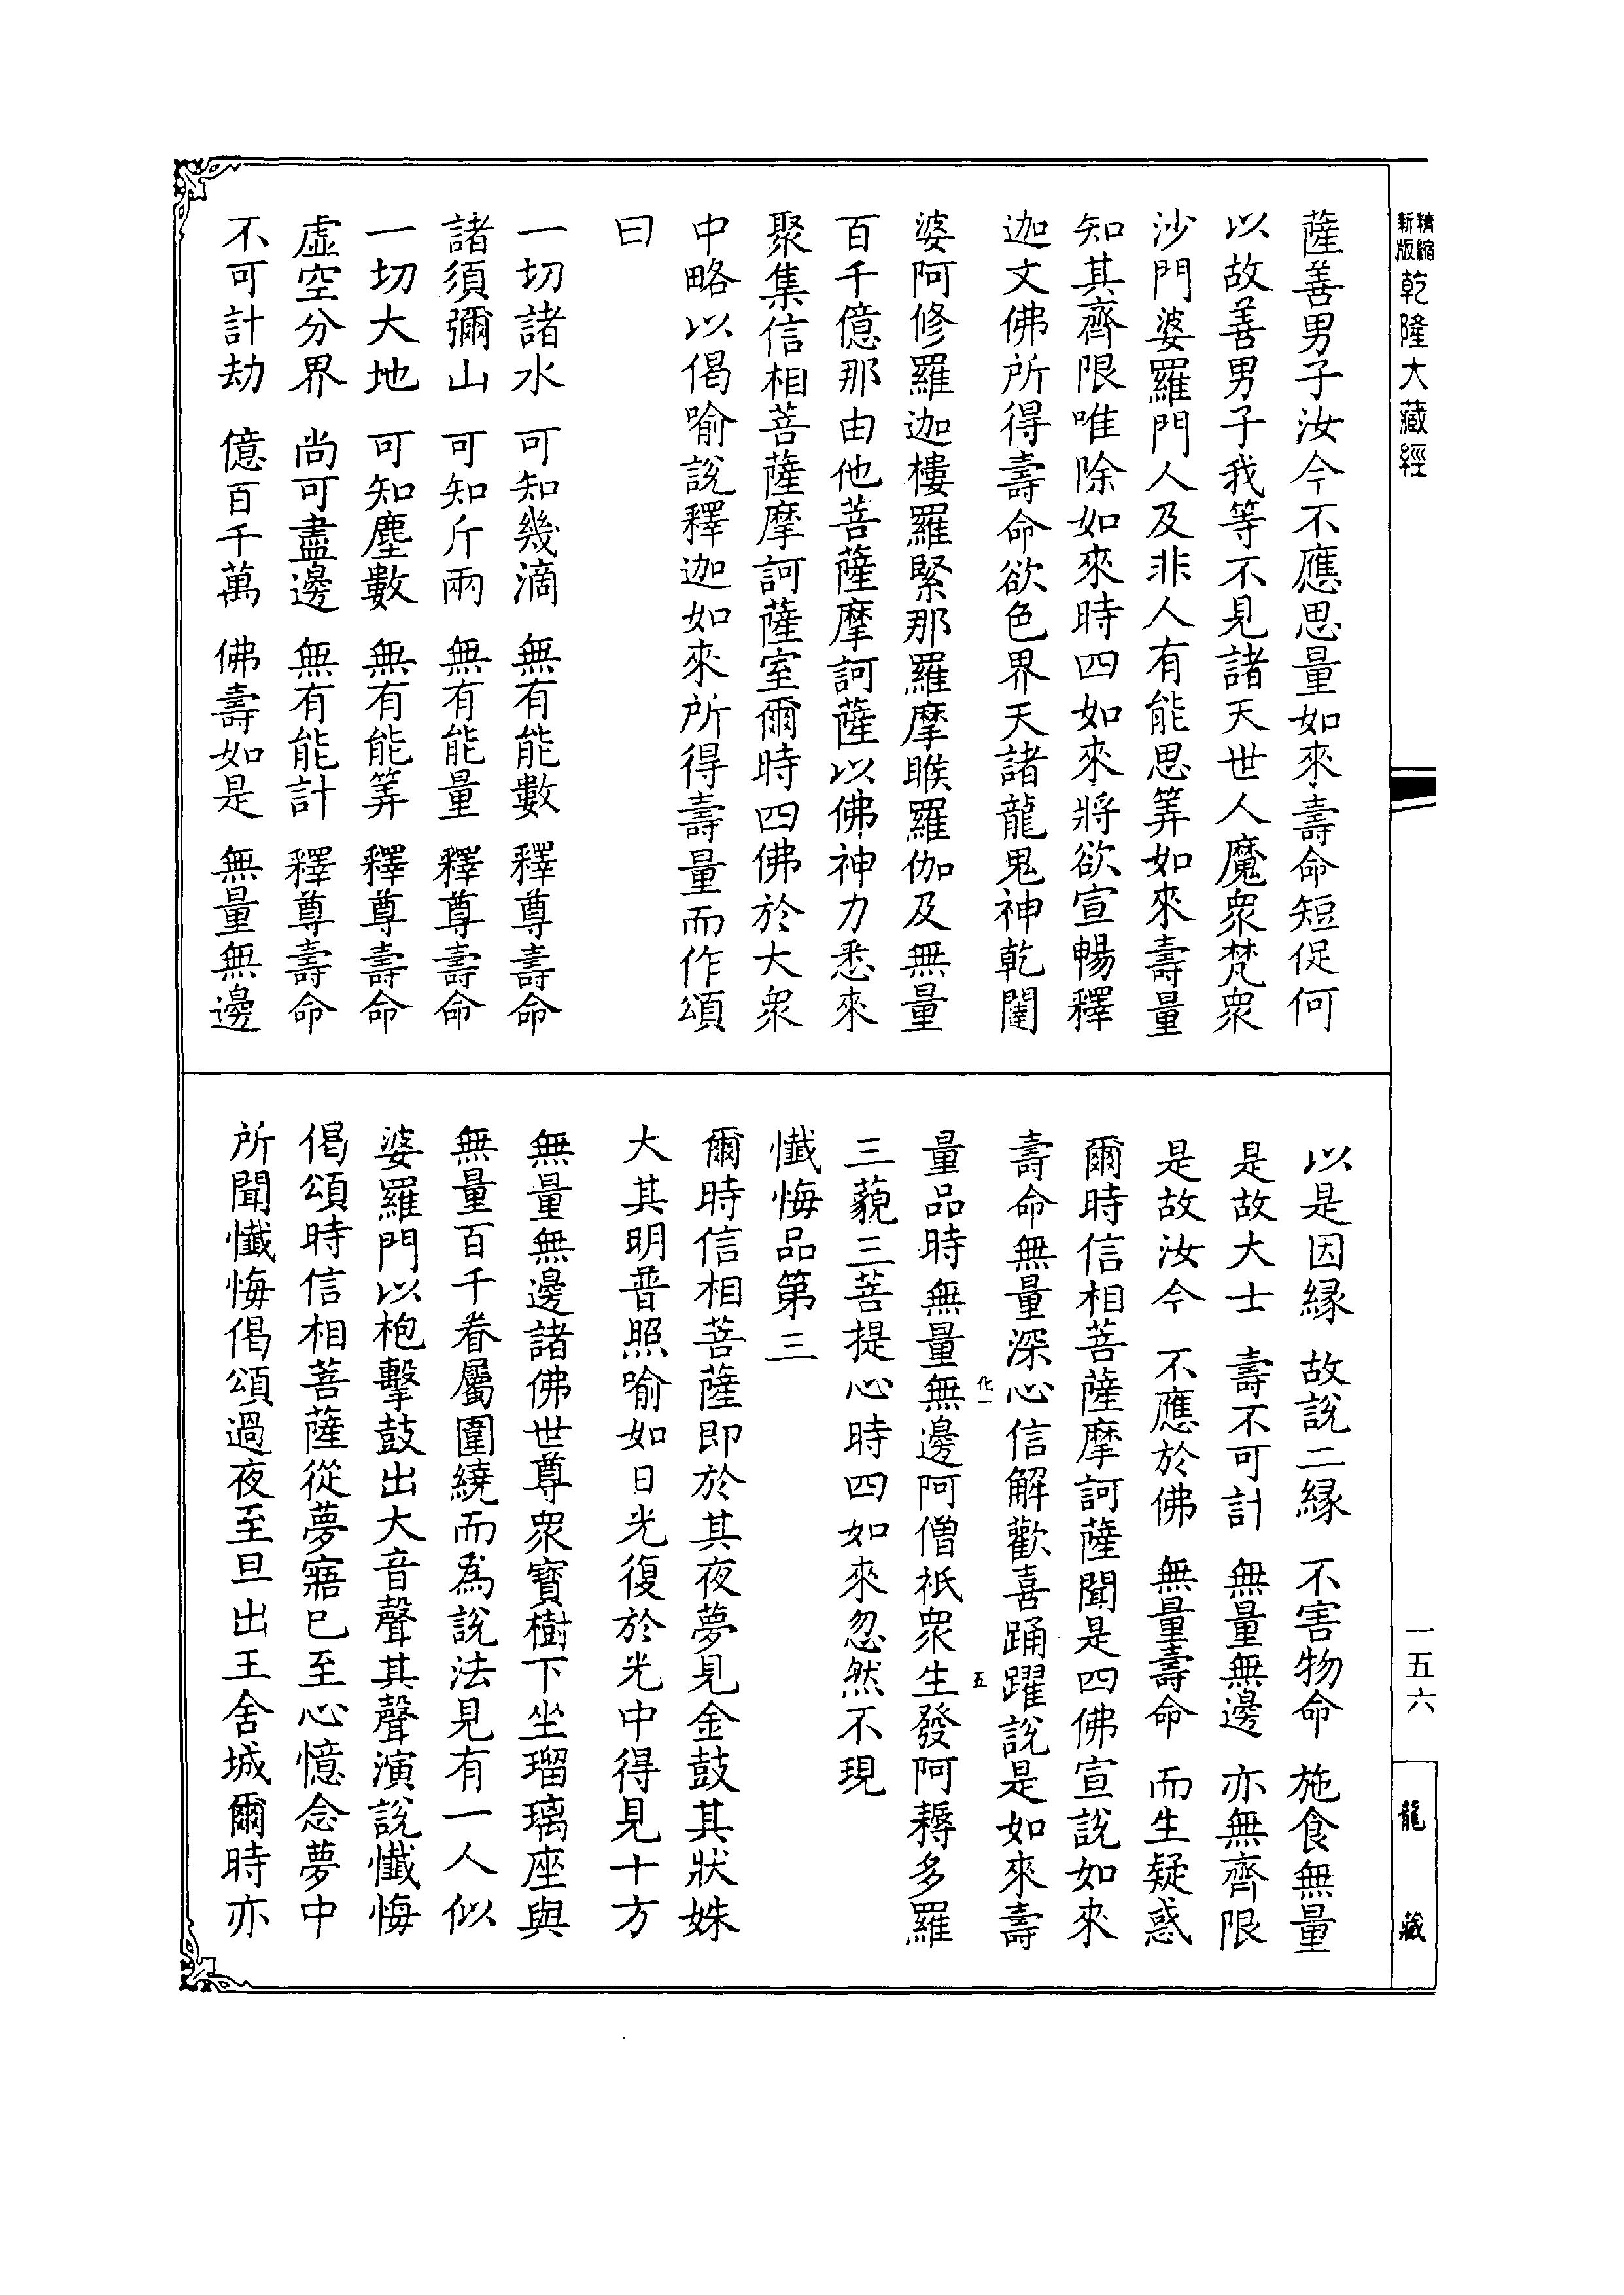 精縮
新版
乾隆大藏經
薩善男子汝今不應思量如來壽命短促何
以故善男子我等不見諸天世人魔眾梵眾
沙門婆羅門人及非人有能思筭如來壽量
知其齊限唯除如來時四如來將欲宣暢釋
迦文佛所得壽命欲色界天諸龍鬼神乾闥
婆阿修羅迦樓羅緊那羅摩睺羅伽及無量
百千億那由他菩薩摩訶薩以佛神力悉來
聚集信相菩薩摩訶薩室爾時四佛於大眾
中略以偈喻說釋迦如來所得壽量而作頌
曰
一切諸水　可知幾滴　無有能數　釋尊壽命
諸須彌山　可知斤兩　無有能量　釋尊壽命
一切大地　可知塵數　無有能筭　釋尊壽命
虛空分界　尚可盡邊　無有能計　釋尊壽命
不可計劫　億百千萬　佛壽如是　無量無邊
以是因緣　故說二緣　不害物命　施食無量
是故大士　壽不可計　無量無邊　亦無齊限
是故汝今　不應於佛　無量壽命　而生疑惑
爾時信相菩薩摩訶薩聞是四佛宣說如來
壽命無量深心信解歡喜踊躍說是如來壽
化一
五
量品時無量無邊阿僧祇眾生發阿耨多羅
三藐三菩提心時四如來忽然不現
懺悔品第三
爾時信相菩薩即於其夜夢見金鼓其狀姝
大其明普照喻如日光復於光中得見十方
無量無邊諸佛世尊眾寶樹下坐瑠璃座與
無量百千眷屬圍繞而為說法見有一人似
婆羅門以枹擊鼓出大音聲其聲演說懺悔
偈頌時信相菩薩從夢寤已至心憶念夢中
所聞懺悔偈頌過夜至旦出王舍城爾時亦
一五六
龍藏